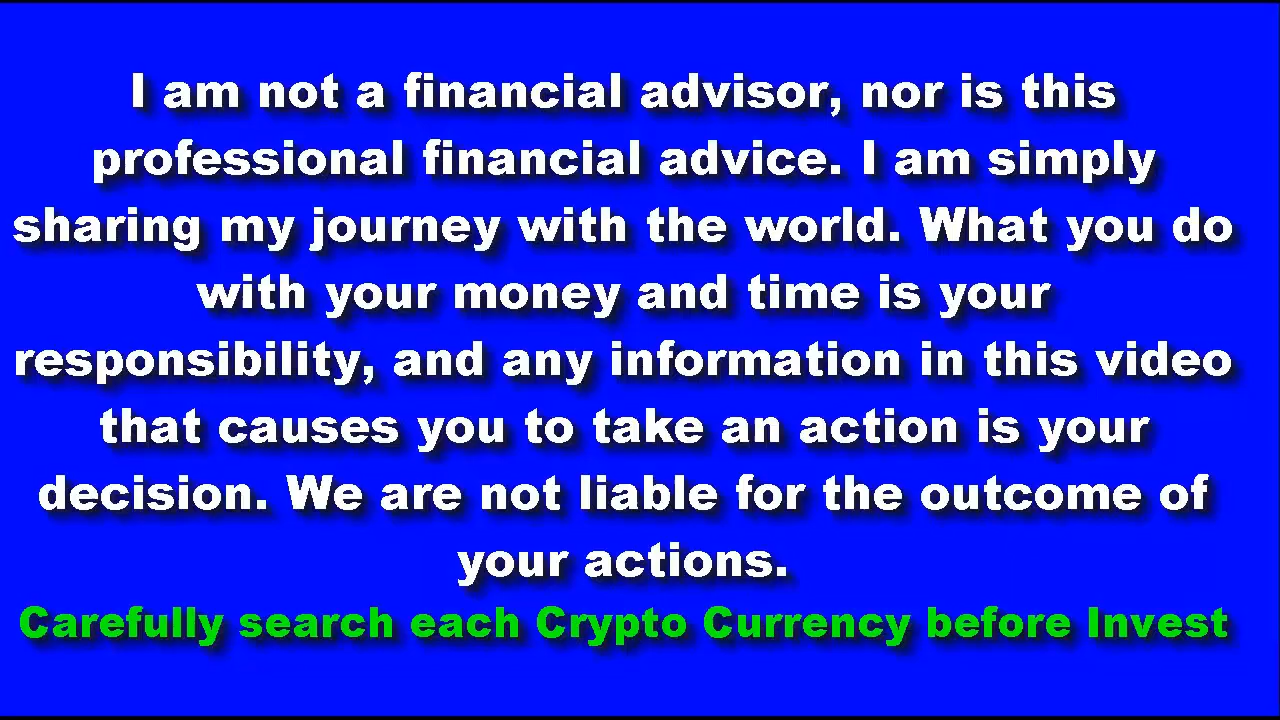 I am not a financial advisor, nor is this
professional financial advice. I am simply
sharing my journey with the world. What you do
with your money and time is your
responsibility, and any information in this video
that causes you to take an action is your
decision. We are not liable for the outcome of
your actions.
Carefully search each Crypto Currency before Invest